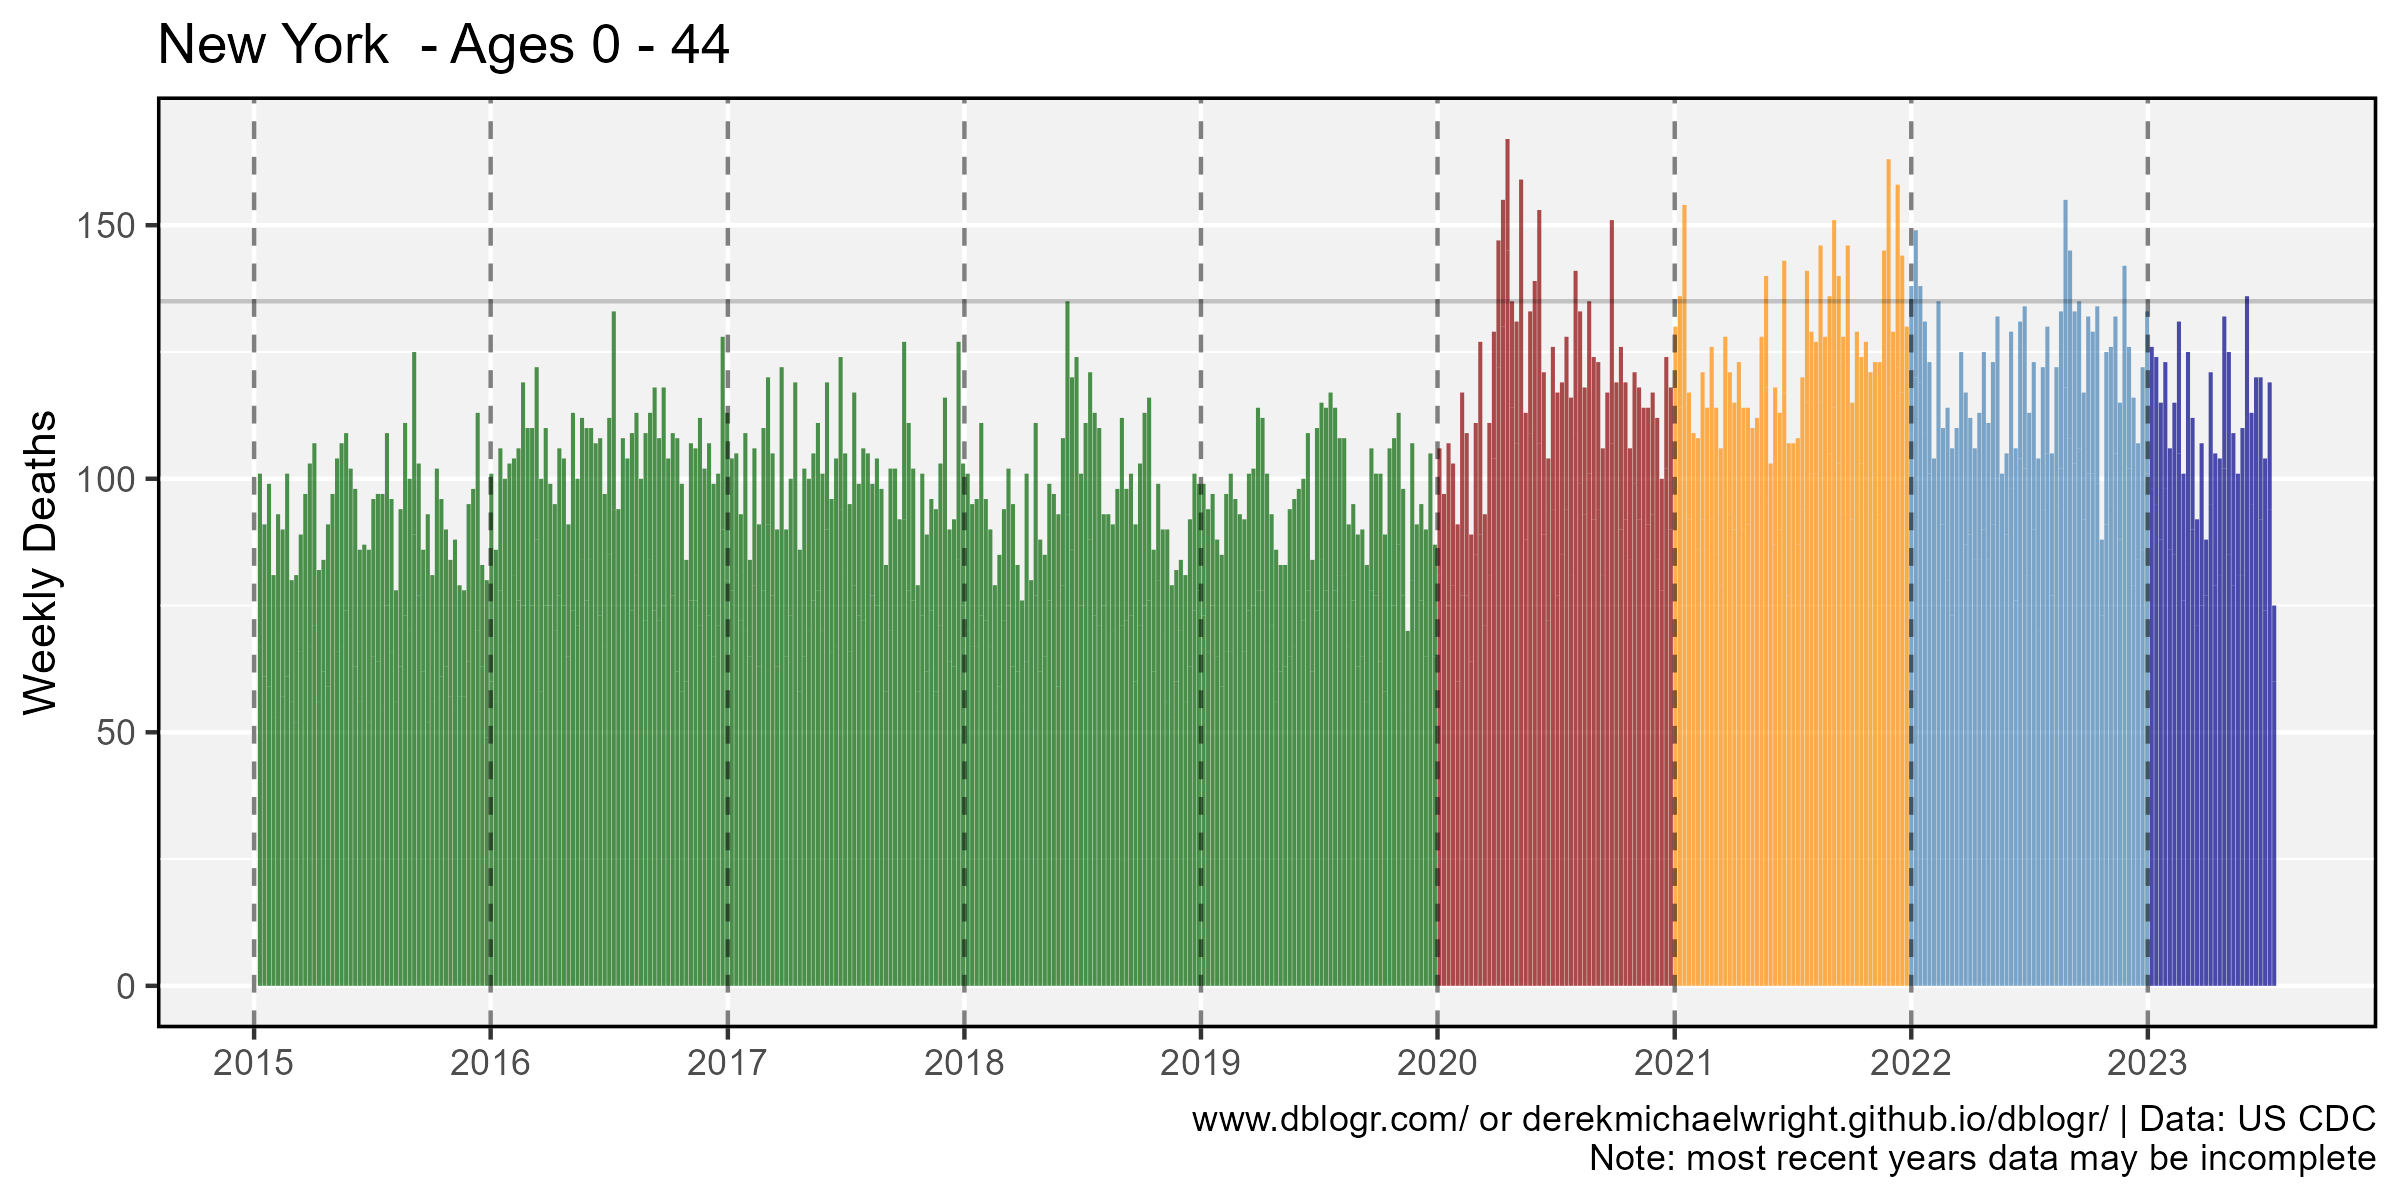 New York  - Ages 0 - 44
Weekly Deaths
150
100
50
0
2015 2016 2017 2018 2019 2020 2021 2022 2023
www.dblogr.com/ or derekmichaelwright.github.io/dblogr/ | Data: US CDC
Note: most recent years data may be incomplete